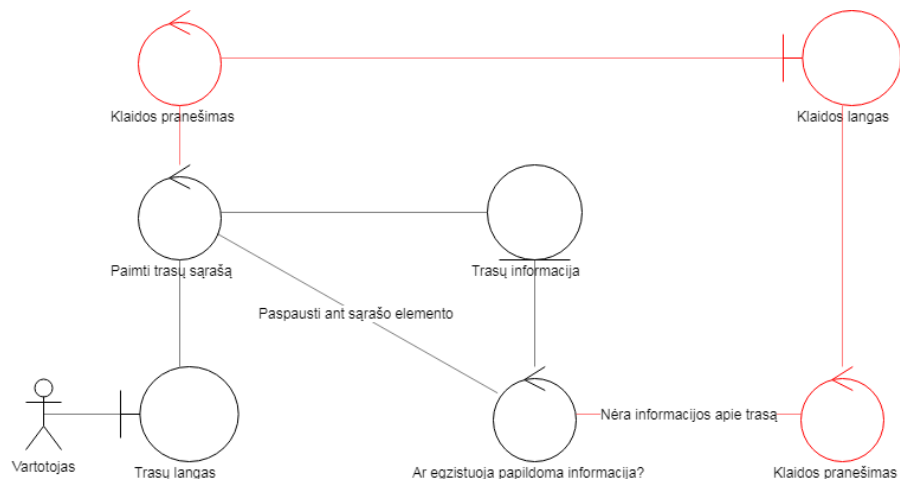 Klaidos pranešimas
Klaidos langas
Paimti trasų sąrašą
Trasų informacija
Paspausti ant sąrašo elemento
Nėra informacijos apie trasą
Vartotojas
Trasų langas
Ar egzistuoja papildoma informacija?
Klaidos pranešimas